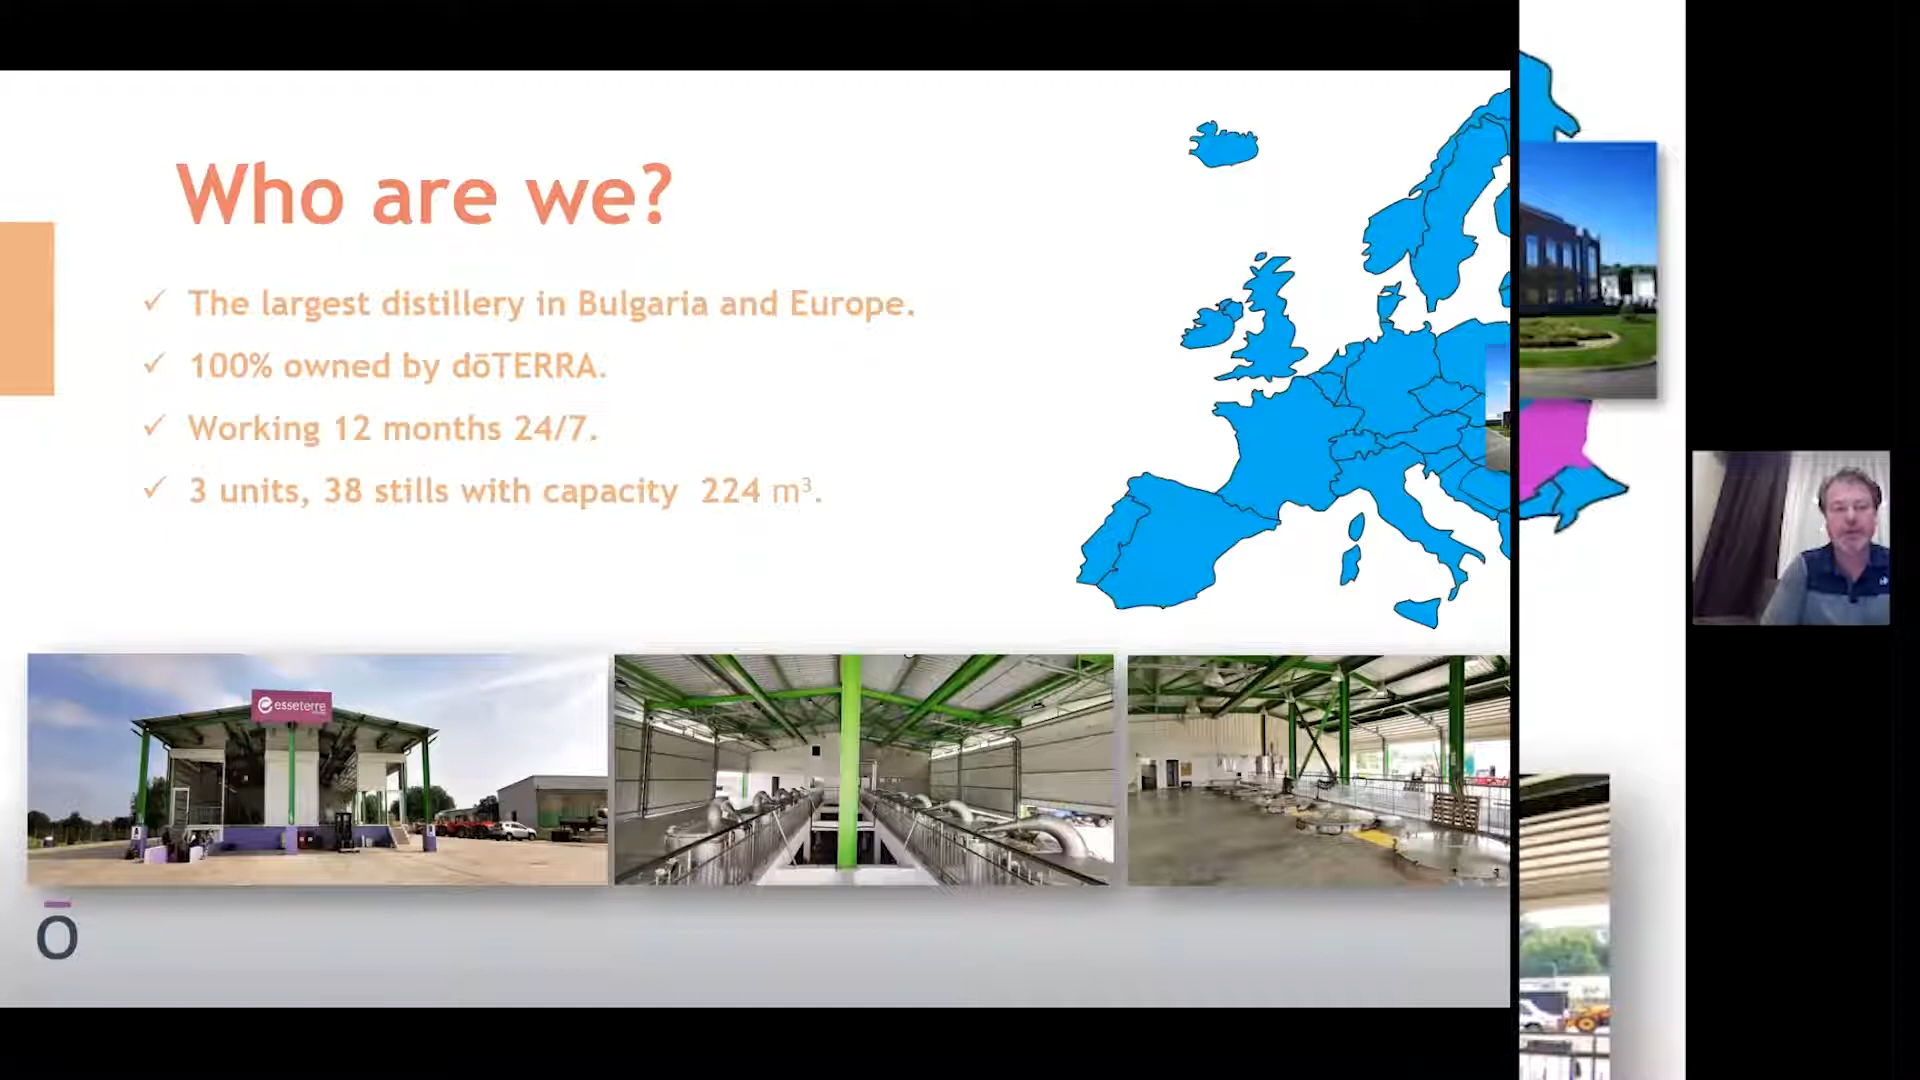 Who are we?
✓ The largest distillery in Bulgaria and Europe.
✓ 100% owned by dōTERRA.
✓ Working 12 months 24/7.
✓ 3 units, 38 stills with capacity 224 m³.
esseterre
ō